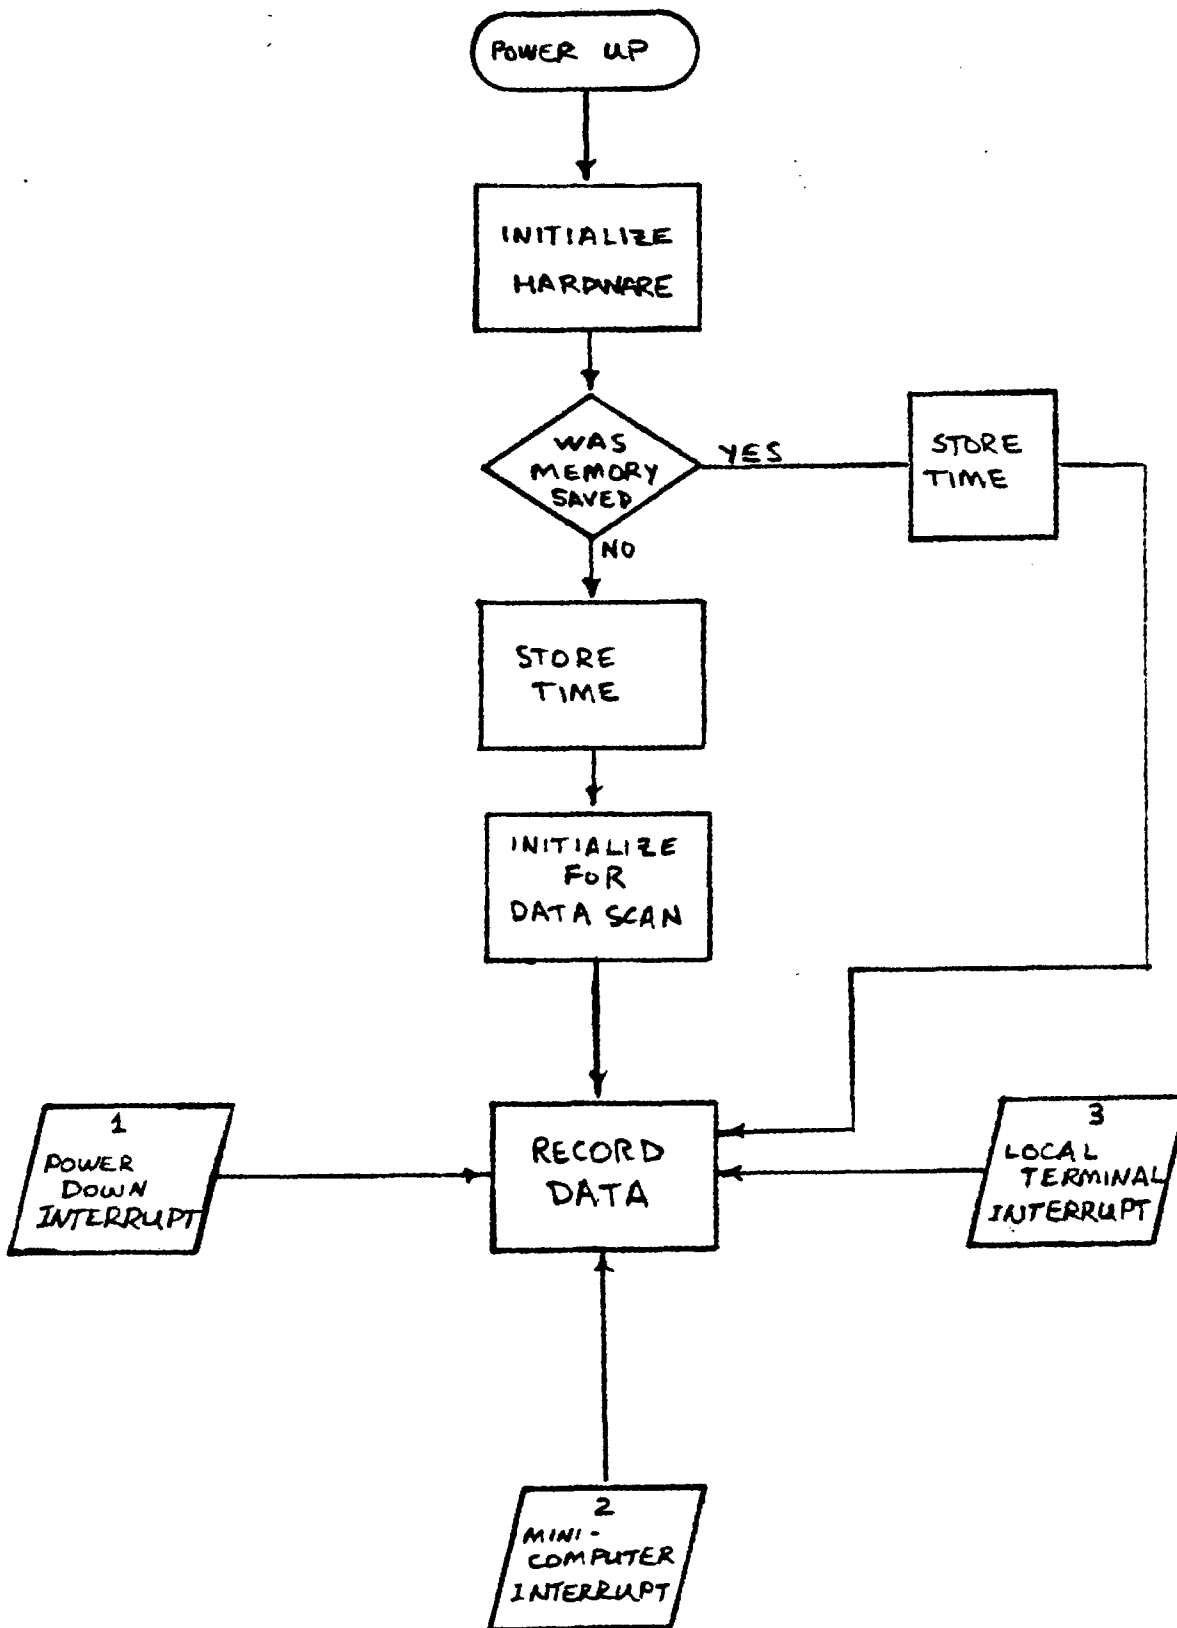 POWER UP
INITIALIZE
HARDWARE
WAS
MEMORY
SAVED
YES
STORE
TIME
NO
STORE
TIME
INITIALIZE
FOR
DATA SCAN
RECORD
DATA
1
POWER
DOWN
INTERRUPT
3
LOCAL
TERMINAL
INTERRUPT
2
MINI-
COMPUTER
INTERRUPT